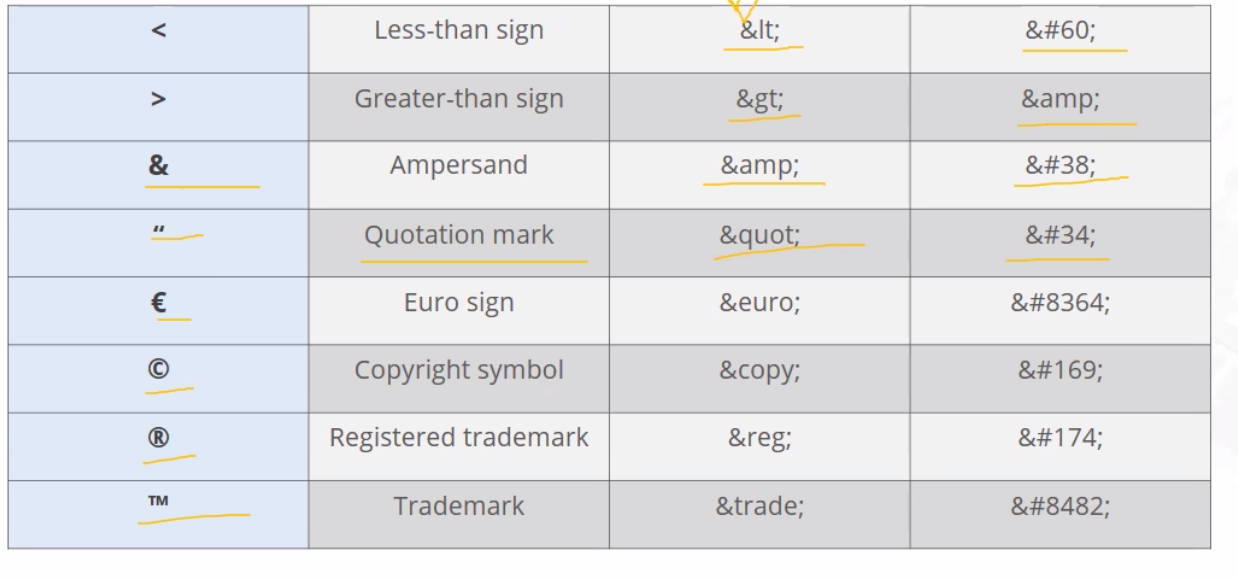 < Less-than sign &lt; &#60;
> Greater-than sign &gt; &amp;
& Ampersand &amp; &#38;
“ Quotation mark &quot; &#34;
€ Euro sign &euro; &#8364;
© Copyright symbol &copy; &#169;
® Registered trademark &reg; &#174;
™ Trademark &trade; &#8482;